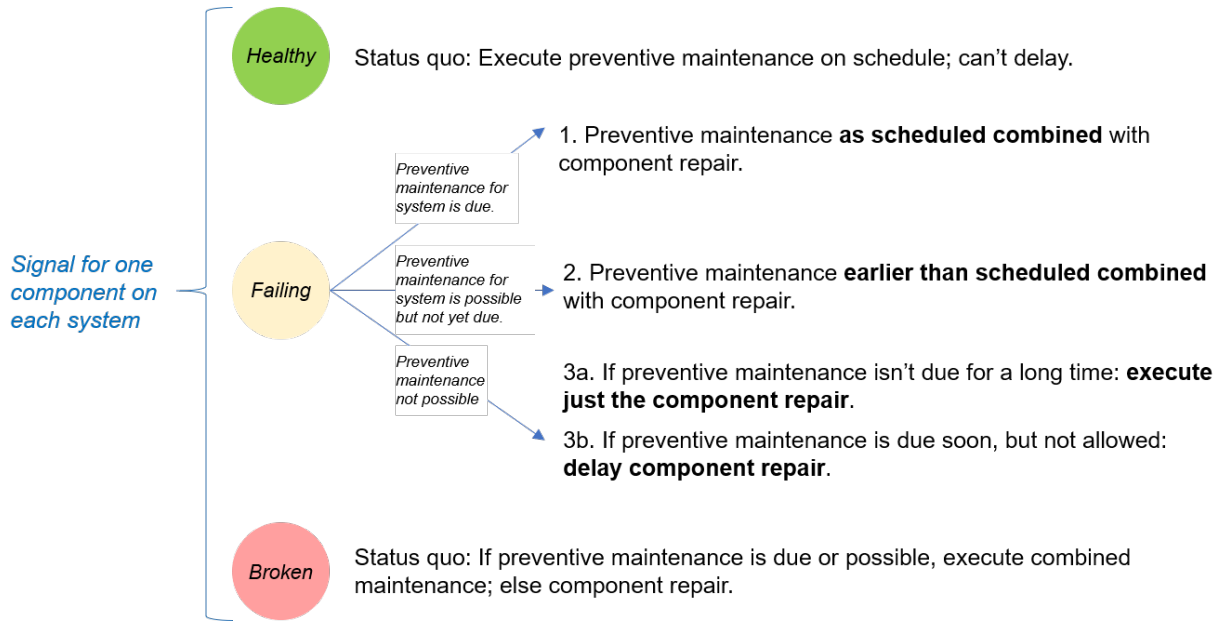 Healthy
Status quo: Execute preventive maintenance on schedule; can’t delay.
1. Preventive maintenance as scheduled combined with
component repair.
Preventive
maintenance for
system is due.
Signal for one
component on
each system
Failing
Preventive
maintenance for
system is possible
but not yet due.
2. Preventive maintenance earlier than scheduled combined
with component repair.
Preventive
maintenance
not possible
3a. If preventive maintenance isn’t due for a long time: execute
just the component repair.
3b. If preventive maintenance is due soon, but not allowed:
delay component repair.
Broken
Status quo: If preventive maintenance is due or possible, execute combined
maintenance; else component repair.